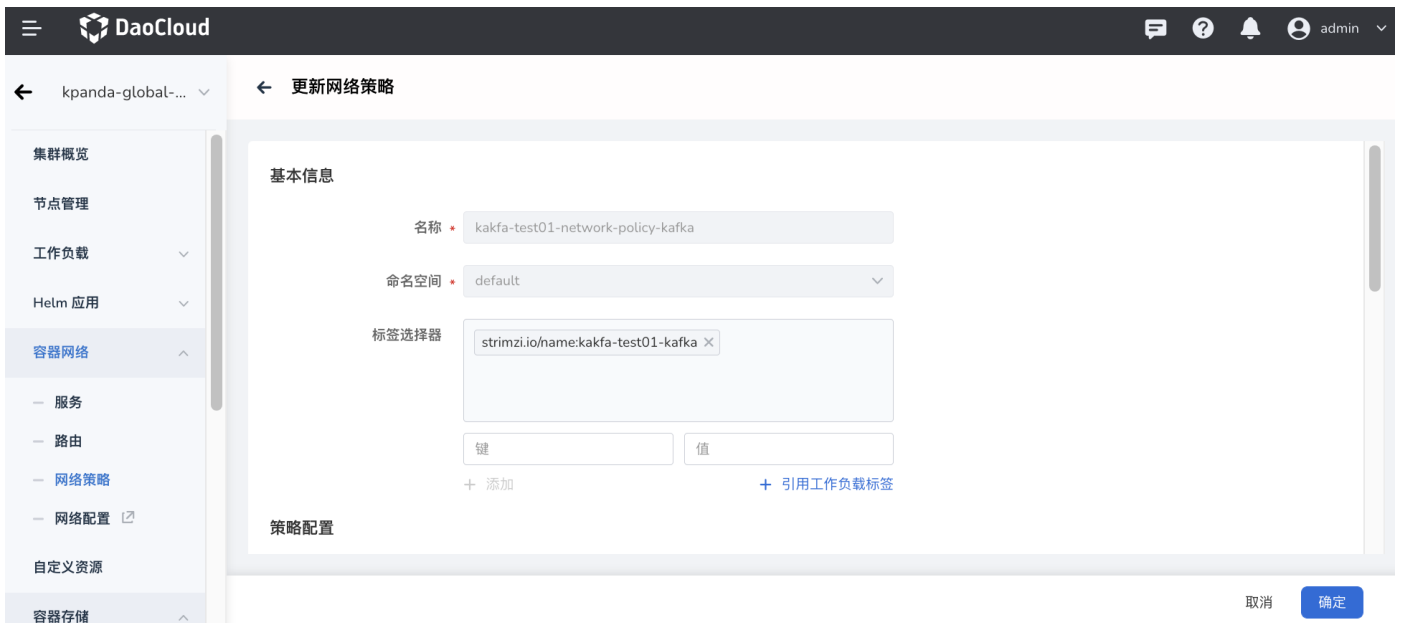 DaoCloud
admin
kpanda-global-...
更新网络策略
集群概览
节点管理
工作负载
Helm 应用
容器网络
服务
路由
网络策略
网络配置
自定义资源
容器存储
基本信息
名称 *
kakfa-test01-network-policy-kafka
命名空间 *
default
标签选择器
strimzi.io/name:kakfa-test01-kafka ×
键
值
+ 添加
+ 引用工作负载标签
策略配置
取消
确定